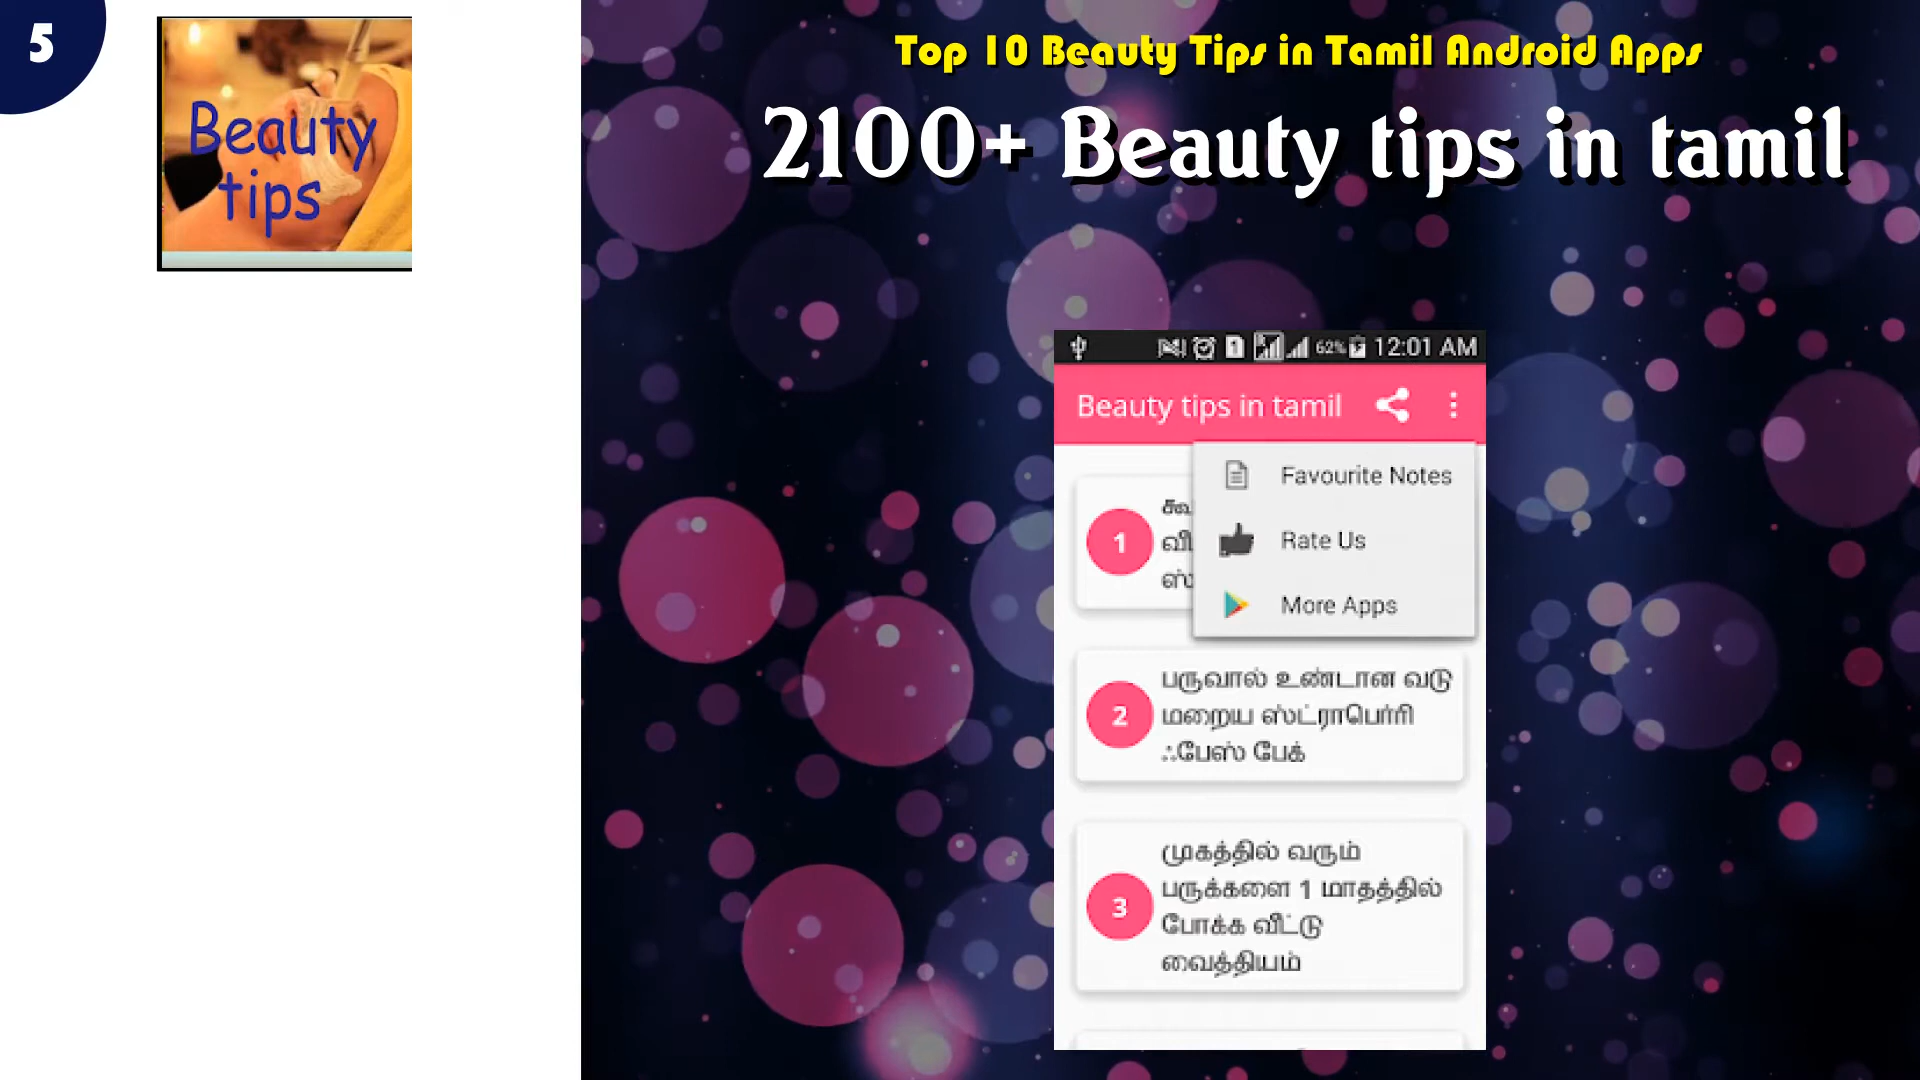 5
Beauty
tips
Top 10 Beauty Tips in Tamil Android Apps
2100+ Beauty tips in tamil
62% 12:01 AM
Beauty tips in tamil
Favourite Notes
Rate Us
More Apps
1
2
பருவால் உண்டான வடு
மறைய ஸ்ட்ராபெர்ரி
ஃபேஸ் பேக்
3
முகத்தில் வரும்
பருக்களை 1 மாதத்தில்
போக்க வீட்டு
வைத்தியம்